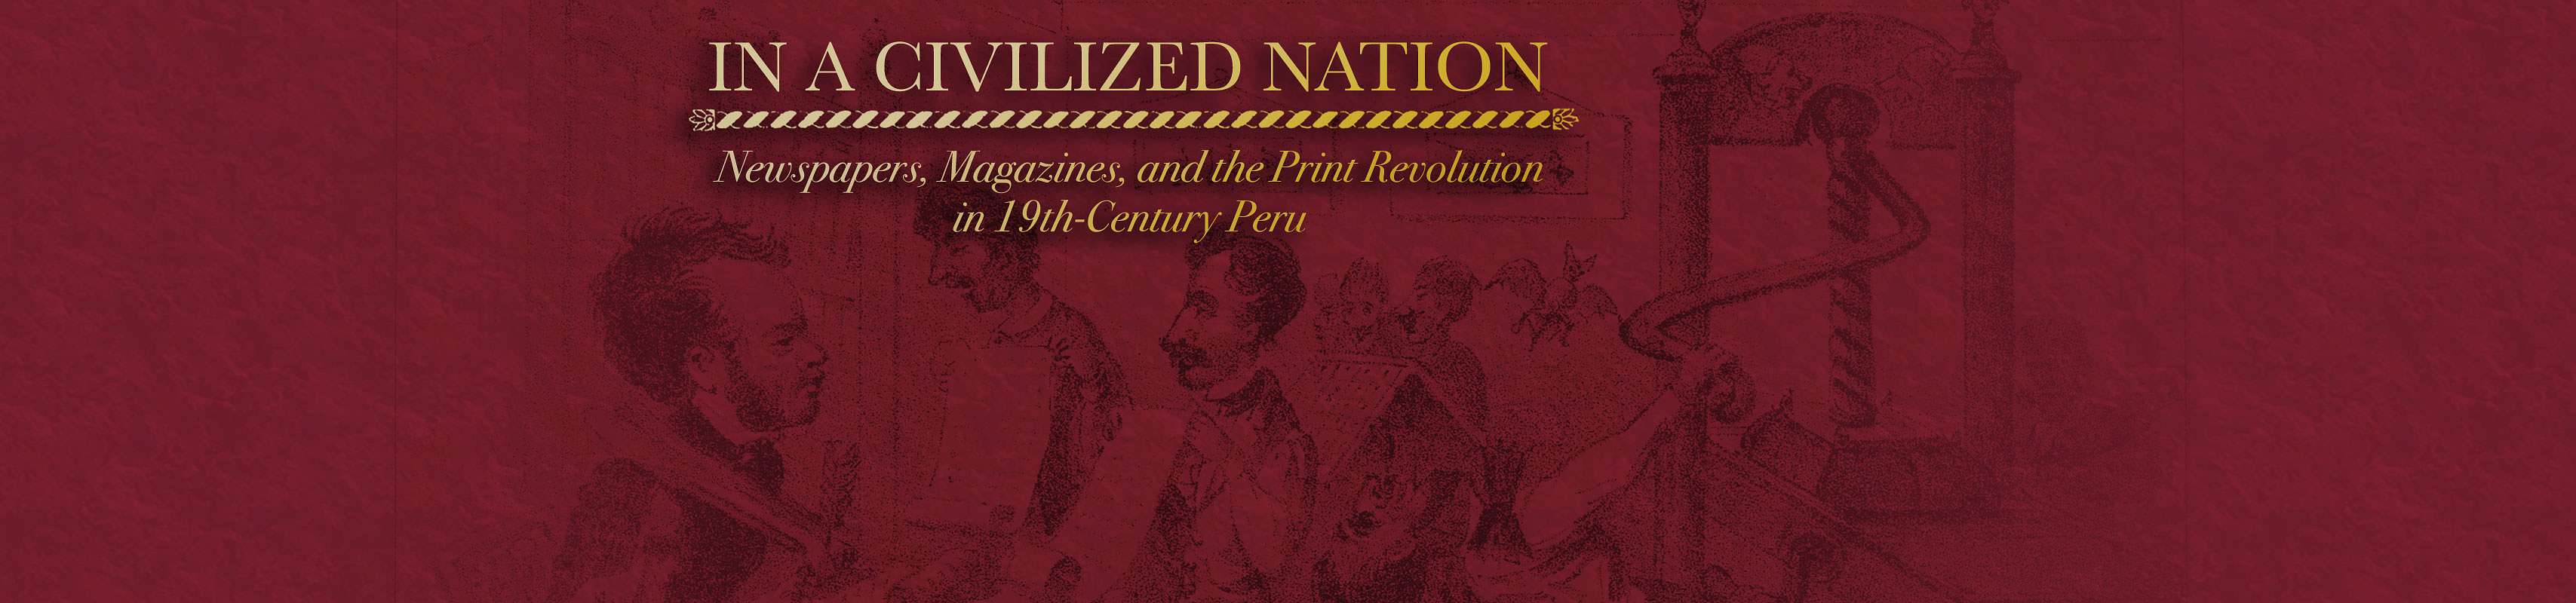 IN A CIVILIZED NATION
Newspapers, Magazines, and the Print Revolution
in 19th-Century Peru